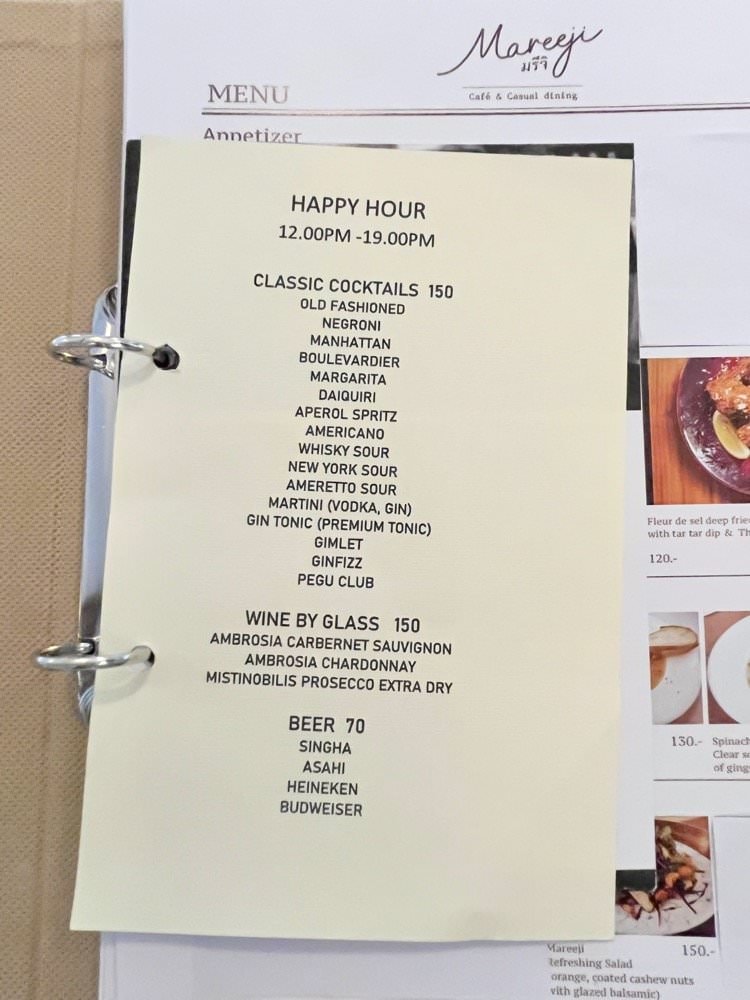 Mareeji
มรีจิ
Café & Casual dining
MENU
Appetizer
HAPPY HOUR
12.00PM -19.00PM
CLASSIC COCKTAILS 150
OLD FASHIONED
NEGRONI
MANHATTAN
BOULEVARDIER
MARGARITA
DAIQUIRI
APEROL SPRITZ
AMERICANO
WHISKY SOUR
NEW YORK SOUR
AMERETTO SOUR
MARTINI (VODKA, GIN)
GIN TONIC (PREMIUM TONIC)
GIMLET
GINFIZZ
PEGU CLUB
WINE BY GLASS 150
AMBROSIA CARBERNET SAUVIGNON
AMBROSIA CHARDONNAY
MISTINOBILIS PROSECCO EXTRA DRY
BEER 70
SINGHA
ASAHI
HEINEKEN
BUDWEISER
Fleur de sel deep
with tar tar dip &
120.-
130.-
Clear
of
Mareeji 150.-
Refreshing Salad
orange, coated cashew nuts
with glazed balsamic)